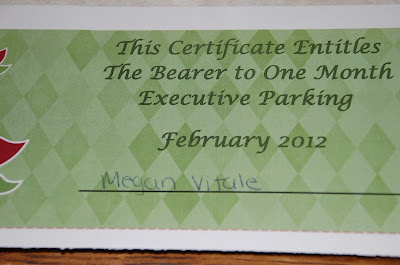 This Certificate Entitles
The Bearer to One Month
Executive Parking
February 2012
Megan Vitale